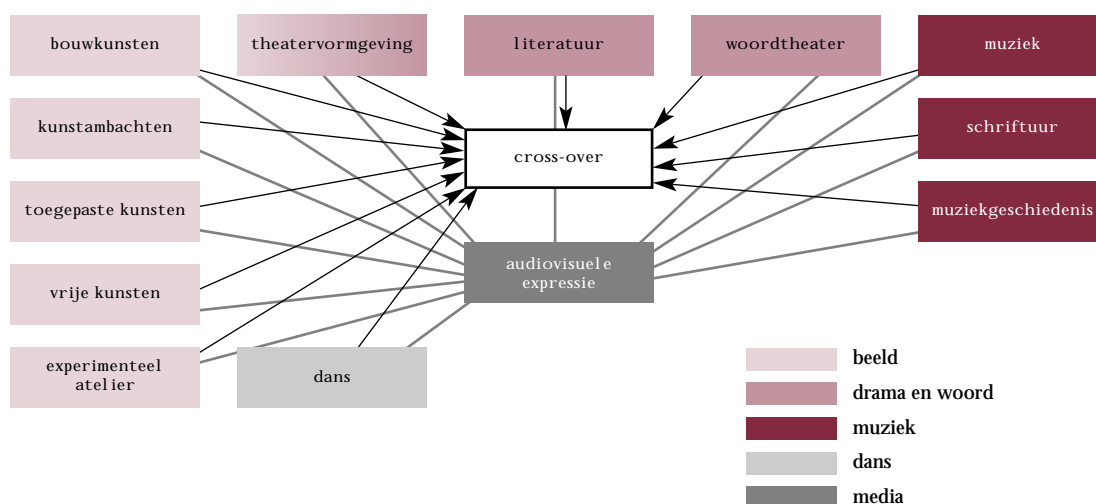 bouwkunsten
theatervormgeving
literatuur
woordtheater
muziek
kunstambachten
schriftuur
cross-over
toegepaste kunsten
muziekgeschiedenis
audiovisuele
expressie
vrije kunsten
experimenteel
atelier
dans
beeld
drama en woord
muziek
dans
media